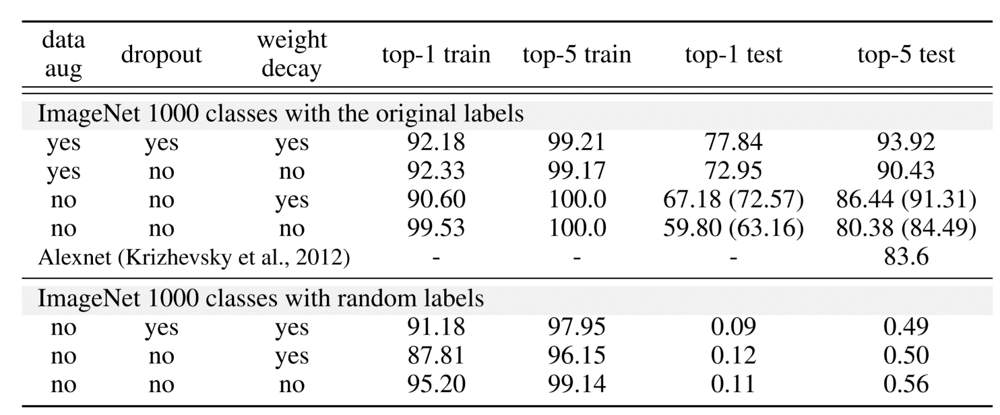 data aug dropout weight decay top-1 train top-5 train top-1 test top-5 test
ImageNet 1000 classes with the original labels
yes yes yes 92.18 99.21 77.84 93.92
yes no no 92.33 99.17 72.95 90.43
no no yes 90.60 100.0 67.18 (72.57) 86.44 (91.31)
no no no 99.53 100.0 59.80 (63.16) 80.38 (84.49)
Alexnet (Krizhevsky et al., 2012) - - - 83.6
ImageNet 1000 classes with random labels
no yes yes 91.18 97.95 0.09 0.49
no no yes 87.81 96.15 0.12 0.50
no no no 95.20 99.14 0.11 0.56